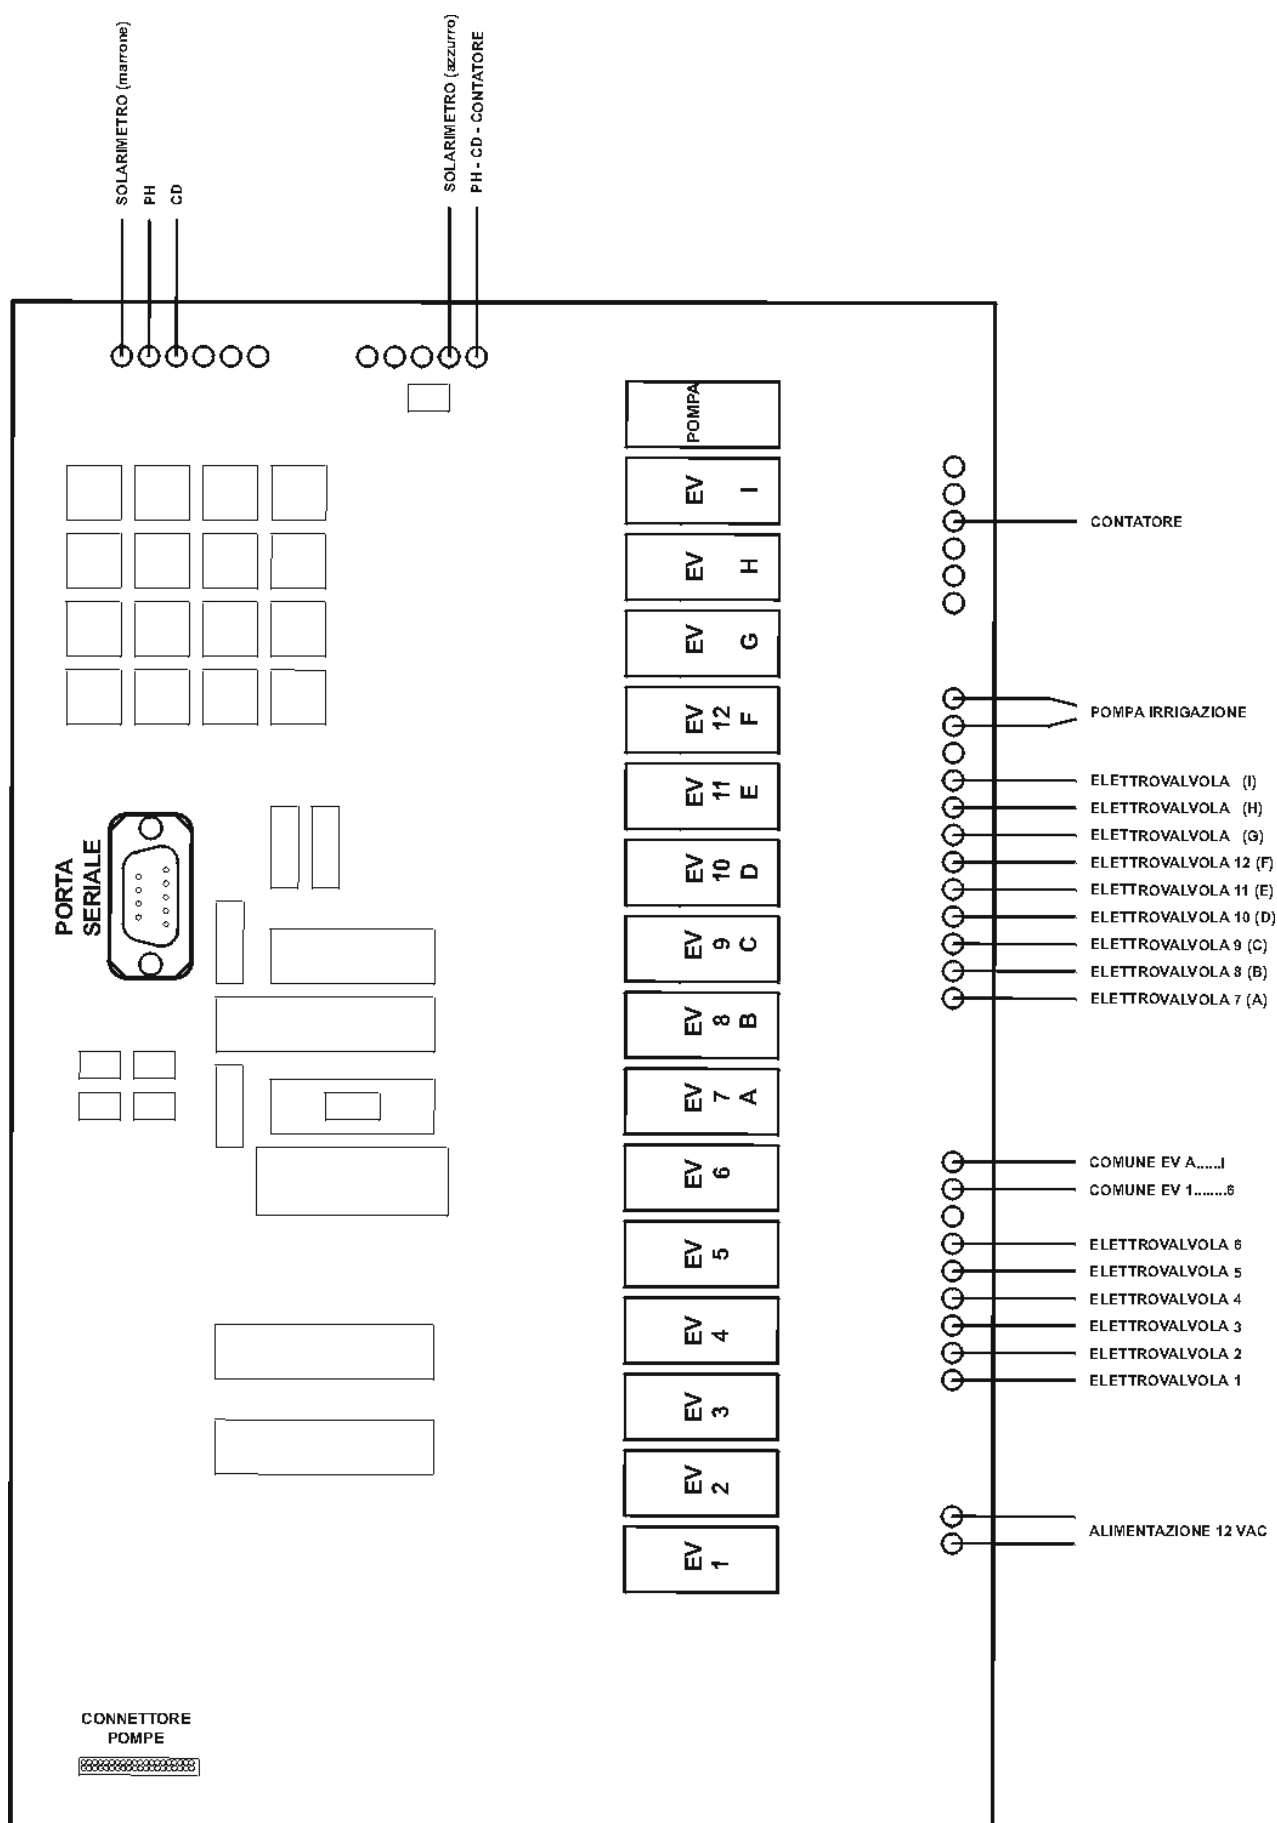 SOLARIMETRO (marrone)
PH
CD
SOLARIMETRO (azzurro)
PH - CD - CONTATORE
POMPA
EV I
EV H
EV G
EV 12 F
EV 11 E
EV 10 D
EV 9 C
EV 8 B
EV 7 A
EV 6
EV 5
EV 4
EV 3
EV 2
EV 1
CONTATORE
POMPA IRRIGAZIONE
ELETTROVALVOLA (I)
ELETTROVALVOLA (H)
ELETTROVALVOLA (G)
ELETTROVALVOLA 12 (F)
ELETTROVALVOLA 11 (E)
ELETTROVALVOLA 10 (D)
ELETTROVALVOLA 9 (C)
ELETTROVALVOLA 8 (B)
ELETTROVALVOLA 7 (A)
COMUNE EV A.....I
COMUNE EV 1.......6
ELETTROVALVOLA 6
ELETTROVALVOLA 5
ELETTROVALVOLA 4
ELETTROVALVOLA 3
ELETTROVALVOLA 2
ELETTROVALVOLA 1
ALIMENTAZIONE 12 VAC
PORTA
SERIALE
CONNETTORE
POMPE